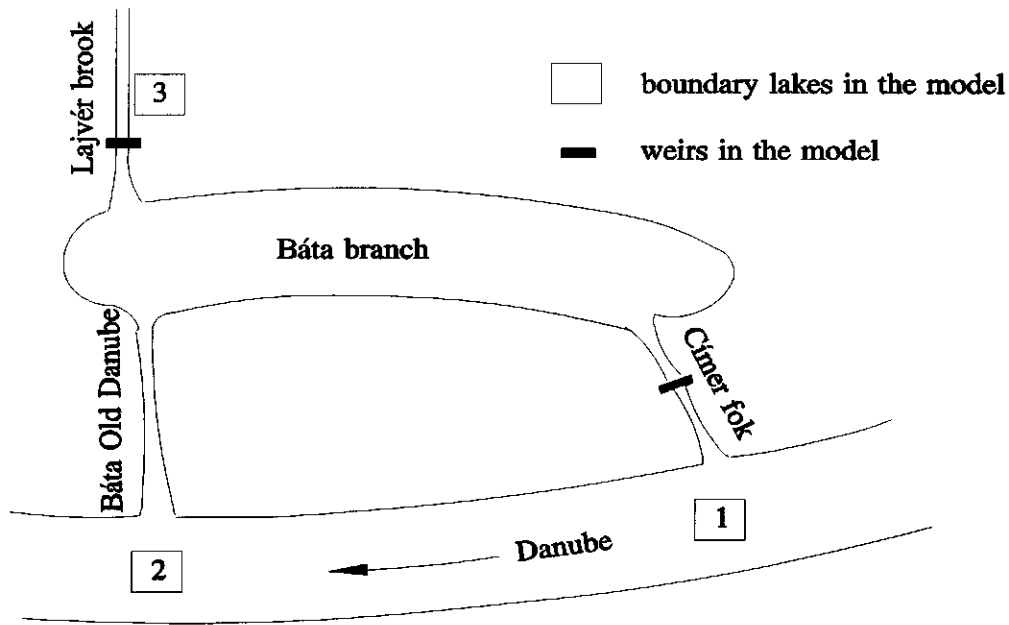 Lajvér brook
3
boundary lakes in the model
weirs in the model
Báta branch
Báta Old Danube
Címer fok
1
Danube
2